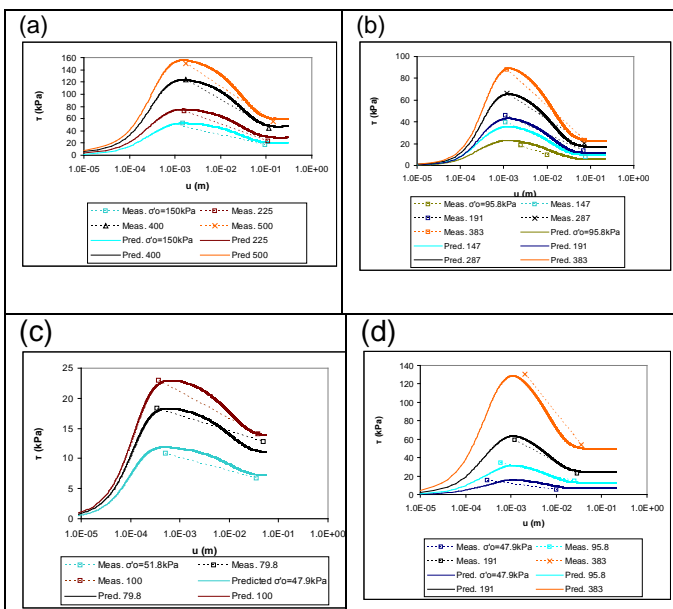 (a)
160
140
120
100
80
60
40
20
0
τ (kPa)
1.0E-05 1.0E-04 1.0E-03 1.0E-02 1.0E-01 1.0E+00
u (m)
Meas. σ'o=150kPa Meas. 225
Meas. 400 Meas. 500
Pred. σ'o=150kPa Pred 225
Pred. 400 Pred 500
(b)
100
80
60
40
20
0
τ (kPa)
1.0E-05 1.0E-04 1.0E-03 1.0E-02 1.0E-01 1.0E+00
u (m)
Meas. σ'o=95.8kPa Meas. 147
Meas. 191 Meas. 287
Meas. 383 Pred. σ'o=95.8kPa
Pred. 147 Pred. 191
Pred. 287 Pred. 383
(c)
25
20
15
10
5
0
τ (kPa)
1.0E-05 1.0E-04 1.0E-03 1.0E-02 1.0E-01 1.0E+00
u (m)
Meas. σ'o=51.8kPa Meas. 79.8
Meas. 100 Predicted σ'o=47.9kPa
Pred. 79.8 Pred. 100
(d)
140
120
100
80
60
40
20
0
τ (kPa)
1.0E-05 1.0E-04 1.0E-03 1.0E-02 1.0E-01 1.0E+00
u (m)
Meas. σ'o=47.9kPa Meas. 95.8
Meas. 191 Meas. 383
Pred. σ'o=47.9kPa Pred. 95.8
Pred. 191 Pred. 383